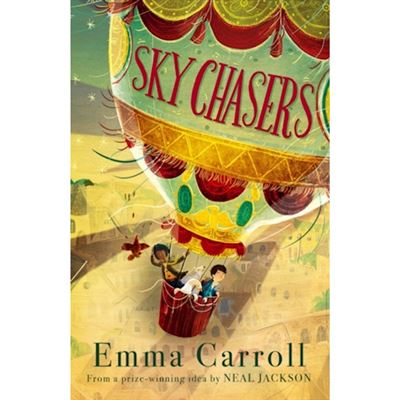 SKY CHASERS
Emma Carroll
From a prize-winning idea by NEAL JACKSON